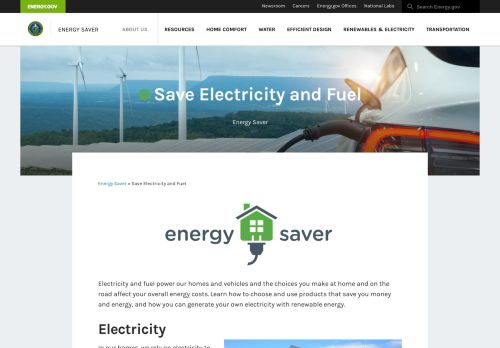 ENERGY.GOV
Newsroom Careers Energy.gov Offices National Labs Search Energy.gov
ENERGY SAVER ABOUT US RESOURCES HOME COMFORT WATER EFFICIENT DESIGN RENEWABLES & ELECTRICITY TRANSPORTATION
Save Electricity and Fuel
Energy Saver
Energy Saver » Save Electricity and Fuel
energy saver
Electricity and fuel power our homes and vehicles and the choices you make at home and on the
road affect your overall energy costs. Learn how to choose and use products that save you money
and energy, and how you can generate your own electricity with renewable energy.
Electricity
In our homes, we rely on electricity to